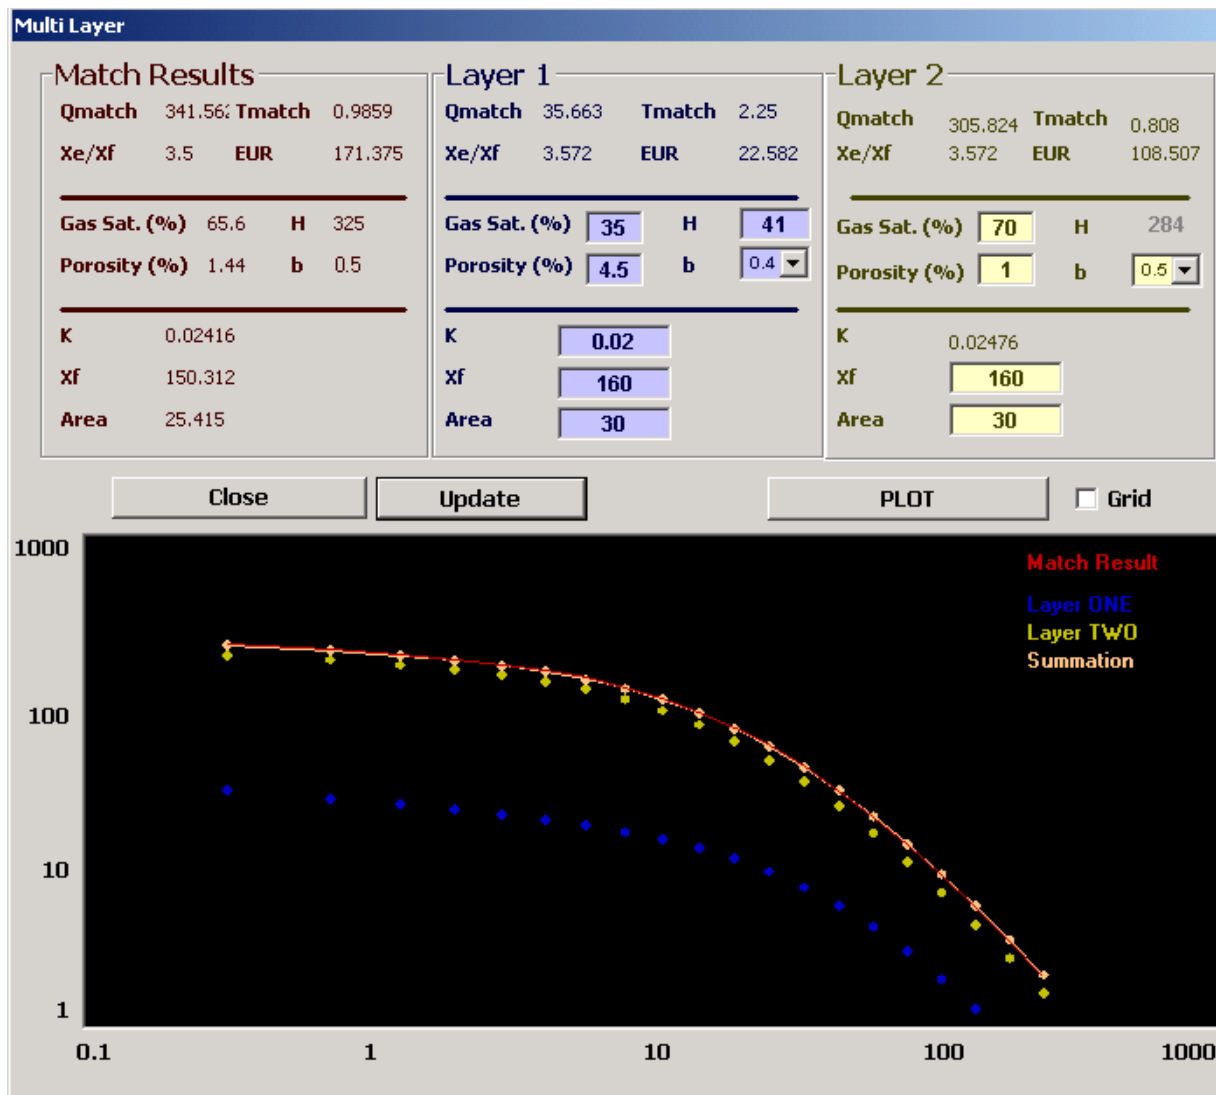 Multi Layer
Match Results
Qmatch 341.562 Tmatch 0.9859
Xe/Xf 3.5 EUR 171.375
Gas Sat. (%) 65.6 H 325
Porosity (%) 1.44 b 0.5
K 0.02416
Xf 150.312
Area 25.415
Layer 1
Qmatch 35.663 Tmatch 2.25
Xe/Xf 3.572 EUR 22.582
Gas Sat. (%) 35 H 41
Porosity (%) 4.5 b 0.4
K 0.02
Xf 160
Area 30
Layer 2
Qmatch 305.824 Tmatch 0.808
Xe/Xf 3.572 EUR 108.507
Gas Sat. (%) 70 H 284
Porosity (%) 1 b 0.5
K 0.02476
Xf 160
Area 30
Close Update PLOT Grid
1000
100
10
1
Match Result
Layer ONE
Layer TWO
Summation
0.1 1 10 100 1000